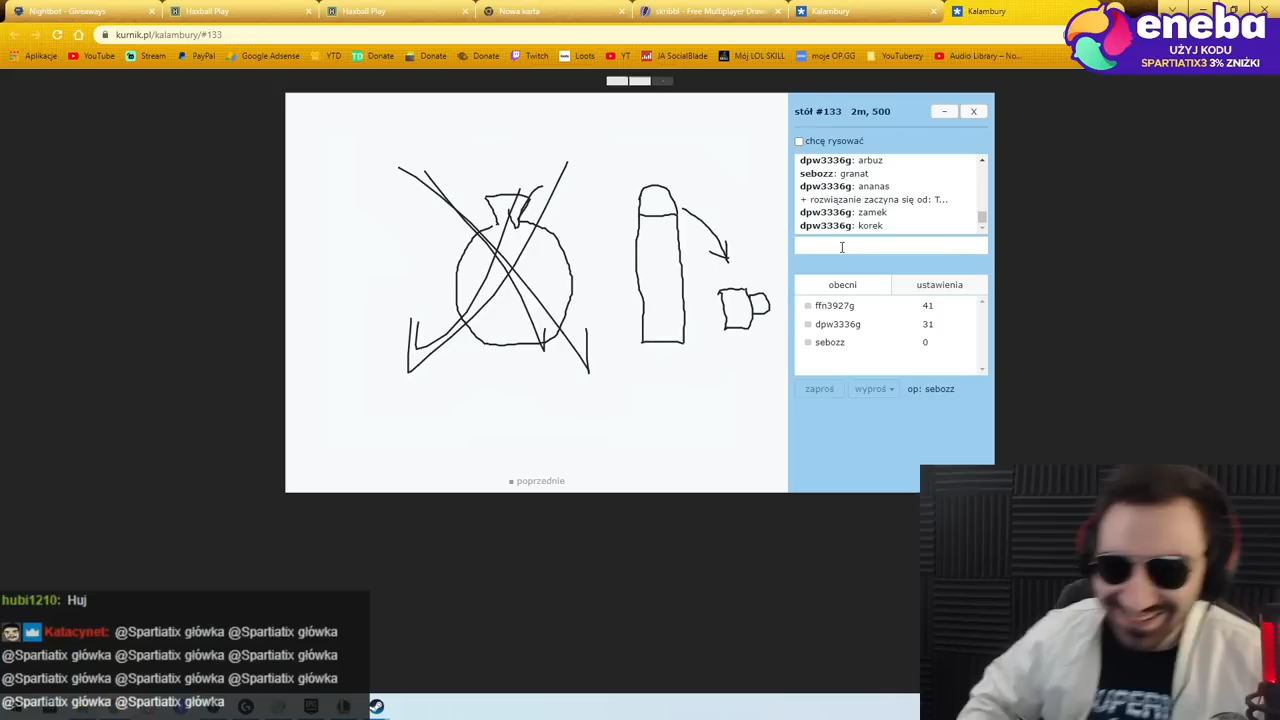 Nightbot - Giveaways
Haxball Play
Haxball Play
Nowa karta
skribbl - Free Multiplayer Draw
Kalambury
Kalambury
eneba
UŻYJ KODU
SPARTIATIX3 3% ZNIŻKI
kurnik.pl/kalambury/#133
Aplikacje
YouTube
Stream
PayPal
Google Adsense
YTD
TD Donate
Donate
Donate
Twitch
Loots
YT
JA SocialBlade
Mój LOL SKILL
moje OP.GG
YouTuberzy
Audio Library – No...
stół #133 2m, 500
– X
chcę rysować
dpw3336g: arbuz
sebozz: granat
dpw3336g: ananas
+ rozwiązanie zaczyna się od: T...
dpw3336g: zamek
dpw3336g: korek
obecni ustawienia
ffn3927g 41
dpw3336g 31
sebozz 0
zaproś wyproś op: sebozz
poprzednie
hubi1210: Huj
Katacynet: @Spartiatix główka @Spartiatix główka
@Spartiatix główka @Spartiatix główka @Spartiatix główka
@Spartiatix główka @Spartiatix główka @Spartiatix główka
@Spartiatix główka @Spartiatix główka